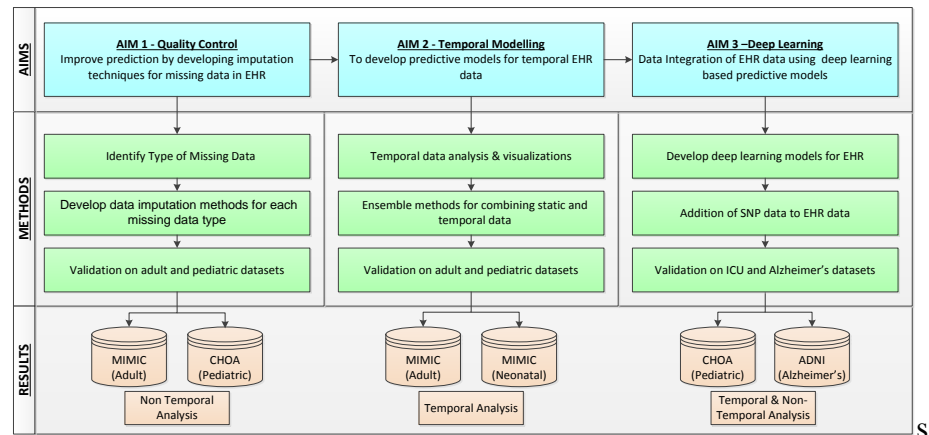 AIMS
AIM 1 - Quality Control
Improve prediction by developing imputation
techniques for missing data in EHR
AIM 2 - Temporal Modelling
To develop predictive models for temporal EHR
data
AIM 3 –Deep Learning
Data Integration of EHR data using deep learning
based predictive models
METHODS
Identify Type of Missing Data
Develop data imputation methods for each
missing data type
Validation on adult and pediatric datasets
Temporal data analysis & visualizations
Ensemble methods for combining static and
temporal data
Validation on adult and pediatric datasets
Develop deep learning models for EHR
Addition of SNP data to EHR data
Validation on ICU and Alzheimer's datasets
RESULTS
MIMIC
(Adult)
CHOA
(Pediatric)
Non Temporal
Analysis
MIMIC
(Adult)
MIMIC
(Neonatal)
Temporal Analysis
CHOA
(Pediatric)
ADNI
(Alzheimer's)
Temporal & Non-
Temporal Analysis
s